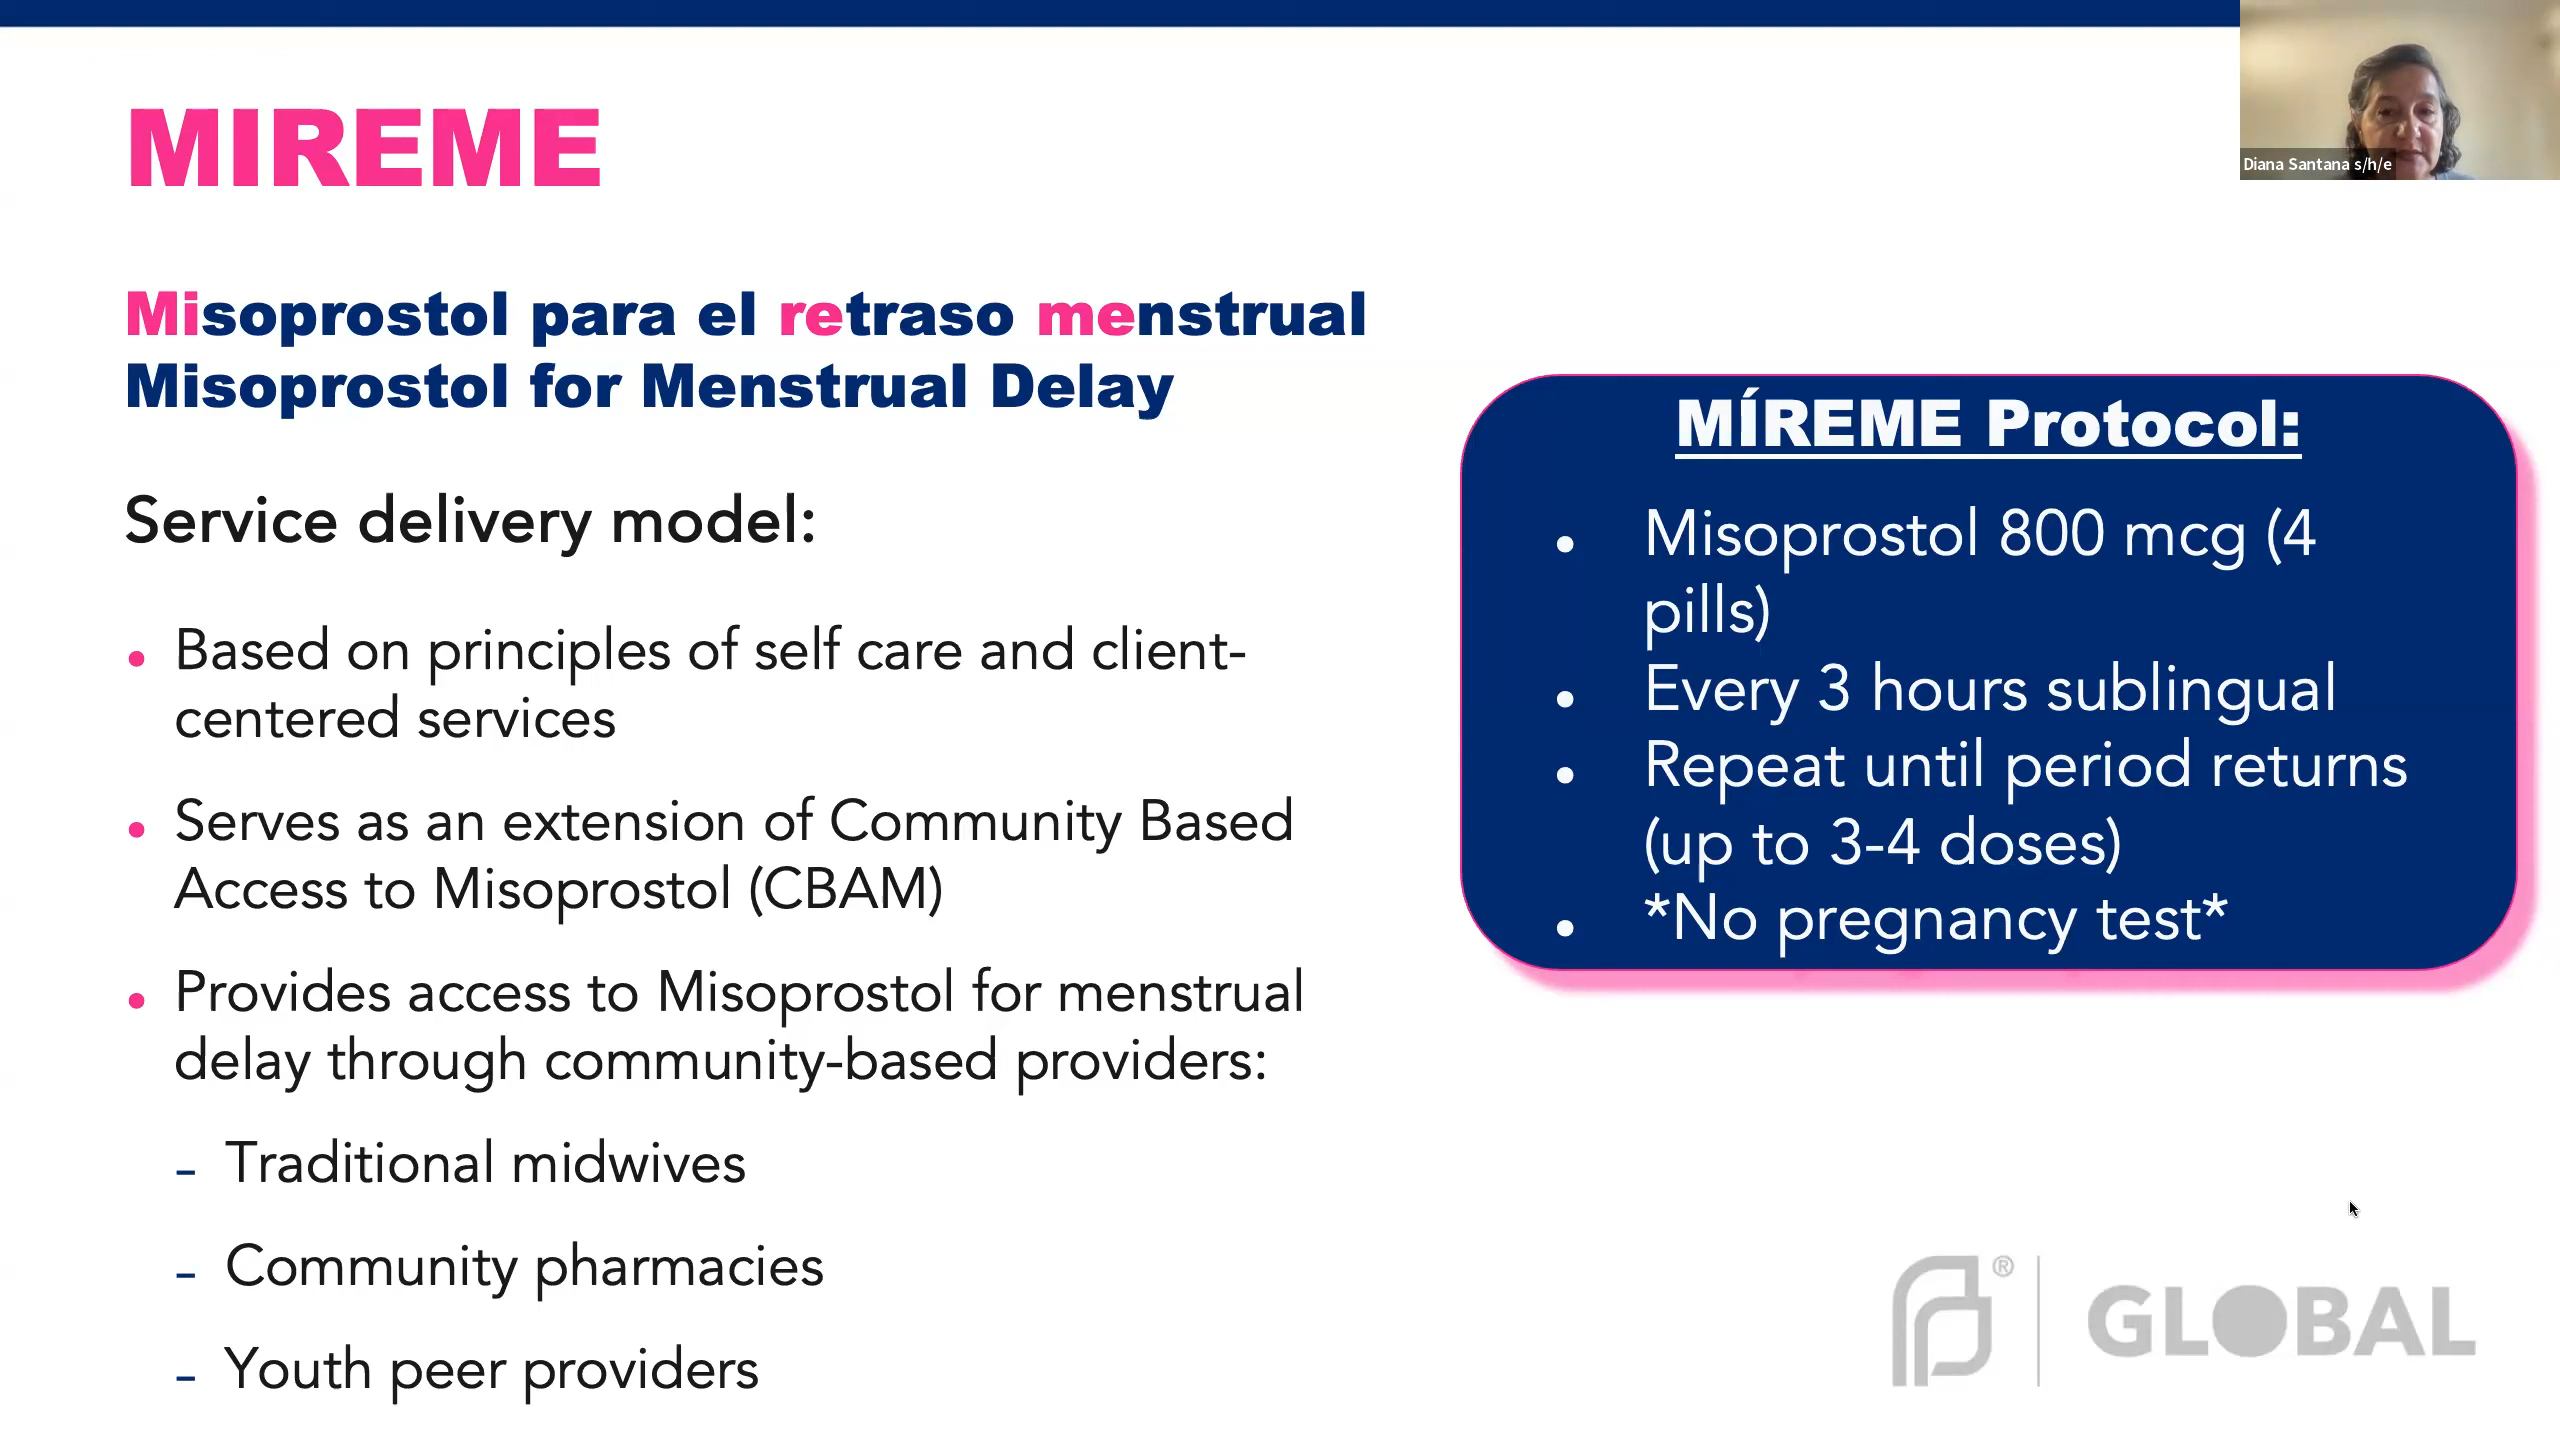 Diana Santana s/h/e
MIREME
Misoprostol para el retraso menstrual
Misoprostol for Menstrual Delay
Service delivery model:
• Based on principles of self care and client-
centered services
• Serves as an extension of Community Based
Access to Misoprostol (CBAM)
• Provides access to Misoprostol for menstrual
delay through community-based providers:
– Traditional midwives
– Community pharmacies
– Youth peer providers
MÍREME Protocol:
• Misoprostol 800 mcg (4
pills)
• Every 3 hours sublingual
• Repeat until period returns
(up to 3-4 doses)
• *No pregnancy test*
® GLOBAL